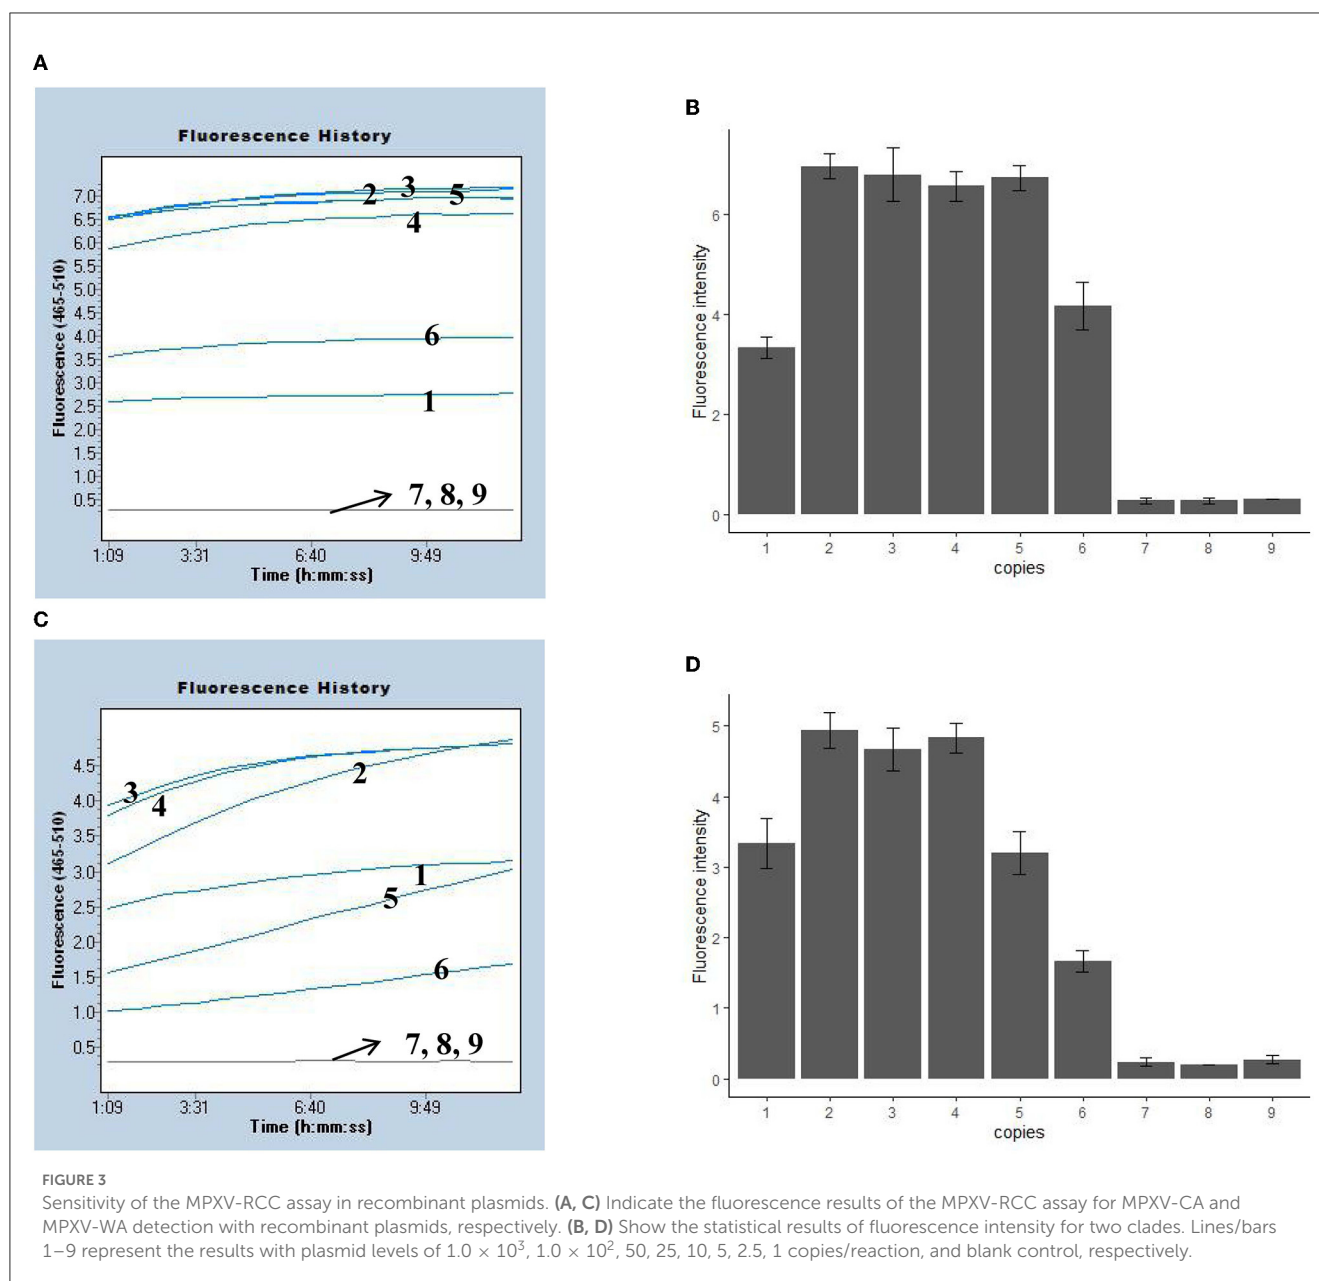 A
Fluorescence History
Fluorescence (465-510)
7.0
6.5
6.0
5.5
5.0
4.5
4.0
3.5
3.0
2.5
2.0
1.5
1.0
0.5
2
3
5
4
6
1
7, 8, 9
1:09 3:31 6:40 9:49
Time (h:mm:ss)
B
Fluorescence intensity
6
4
2
0
1 2 3 4 5 6 7 8 9
copies
C
Fluorescence History
Fluorescence (465-510)
4.5
4.0
3.5
3.0
2.5
2.0
1.5
1.0
0.5
3
4
2
1
5
6
7, 8, 9
1:09 3:31 6:40 9:49
Time (h:mm:ss)
D
Fluorescence intensity
5
4
3
2
1
0
1 2 3 4 5 6 7 8 9
copies
FIGURE 3
Sensitivity of the MPXV-RCC assay in recombinant plasmids. (A, C) Indicate the fluorescence results of the MPXV-RCC assay for MPXV-CA and
MPXV-WA detection with recombinant plasmids, respectively. (B, D) Show the statistical results of fluorescence intensity for two clades. Lines/bars
1–9 represent the results with plasmid levels of 1.0 × 10³, 1.0 × 10², 50, 25, 10, 5, 2.5, 1 copies/reaction, and blank control, respectively.